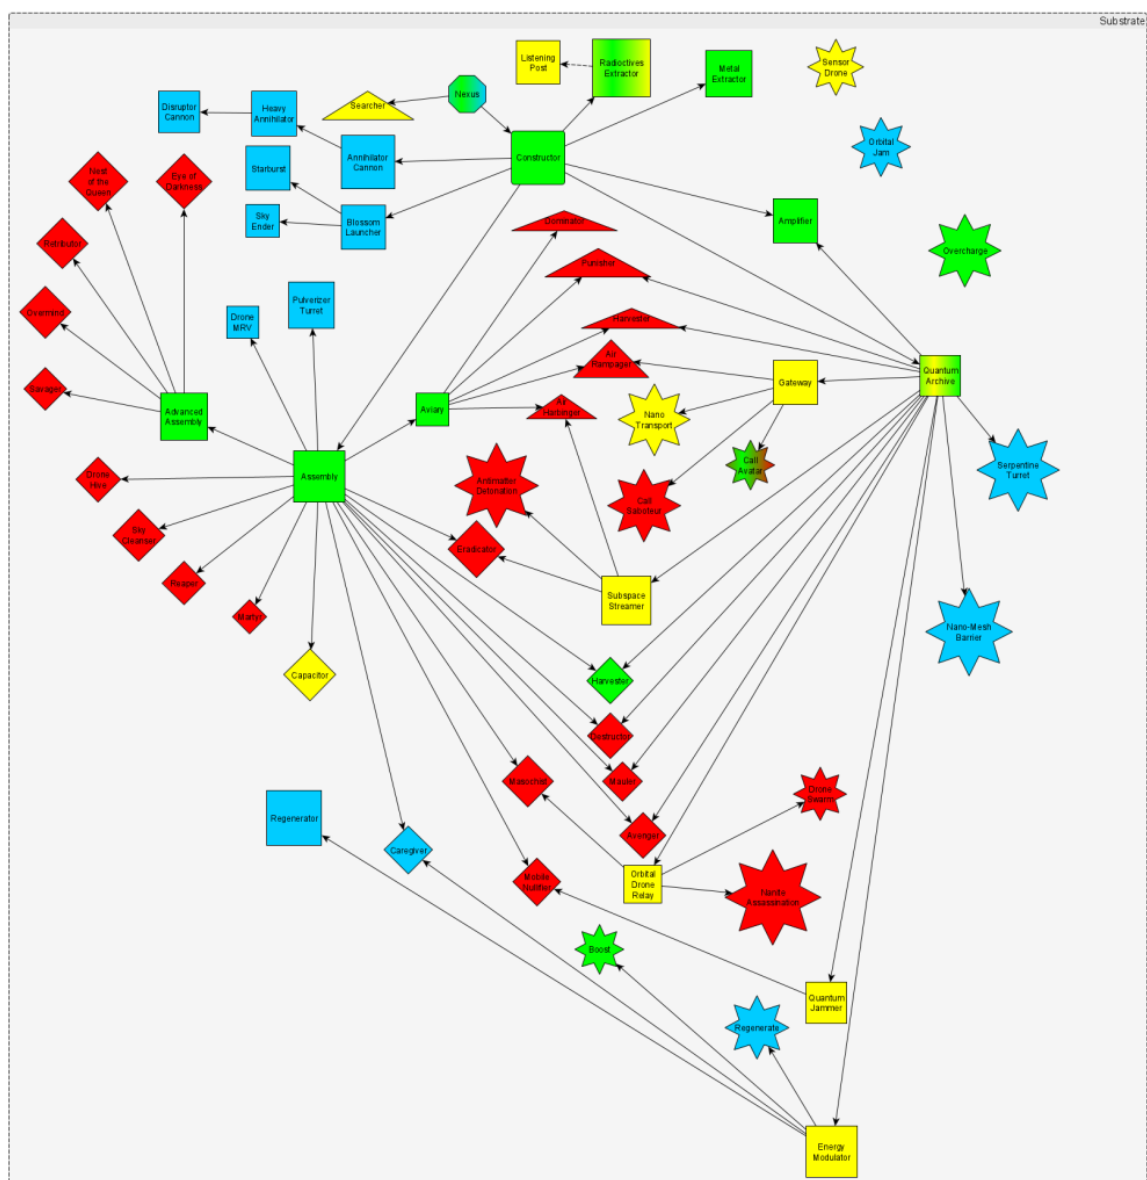 Substrate
Listening
Post
Radioctives
Extractor
Metal
Extractor
Sensor
Drone
Nexus
Searcher
Disruptor
Cannon
Heavy
Annihilator
Orbital
Jam
Constructor
Annihilator
Cannon
Starburst
Nest
of the
Queen
Eye of
Darkness
Sky
Ender
Blossom
Launcher
Dominator
Amplifier
Retributor
Overcharge
Punisher
Overmind
Drone
MRV
Pulverizer
Turret
Harvester
Air
Rampager
Savager
Advanced
Assembly
Aviary
Air
Harbinger
Gateway
Quantum
Archive
Nano
Transport
Drone
Hive
Assembly
Antimatter
Detonation
Call
Avatar
Serpentine
Turret
Call
Saboteur
Sky
Cleanser
Eradicator
Reaper
Subspace
Streamer
Martyr
Nano-Mesh
Barrier
Capacitor
Harvester
Destructor
Masochist
Mauler
Drone
Swarm
Regenerator
Caregiver
Avenger
Mobile
Nullifier
Orbital
Drone
Relay
Nanite
Assassination
Boost
Quantum
Jammer
Regenerate
Energy
Modulator